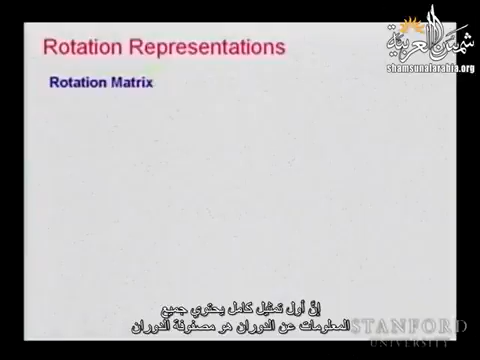 شمسنا العربية
shamsunalarabia.org
Rotation Representations
Rotation Matrix
إنّ أول تمثيل كامل يحتوي جميع
المعلومات عن الدوران هو مصفوفة الدوران
STANFORD
UNIVERSITY